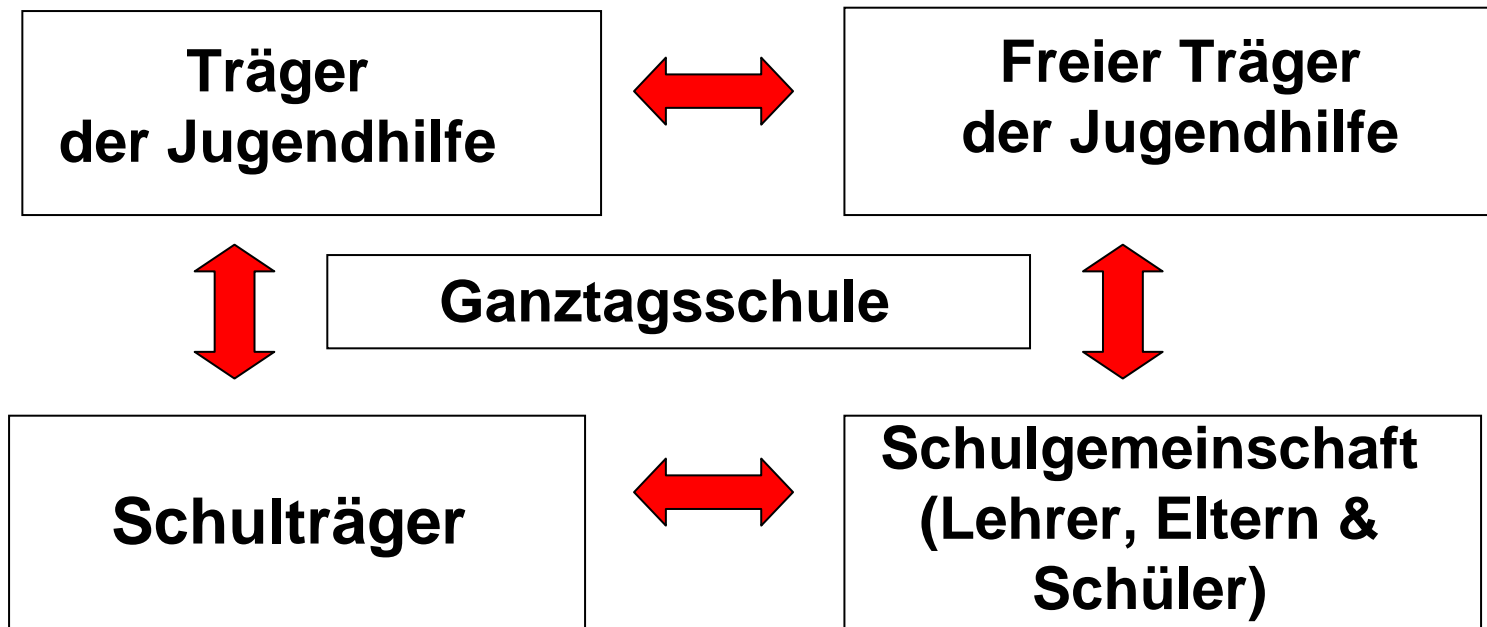 Träger
der Jugendhilfe
Freier Träger
der Jugendhilfe
Ganztagsschule
Schulträger
Schulgemeinschaft
(Lehrer, Eltern &
Schüler)